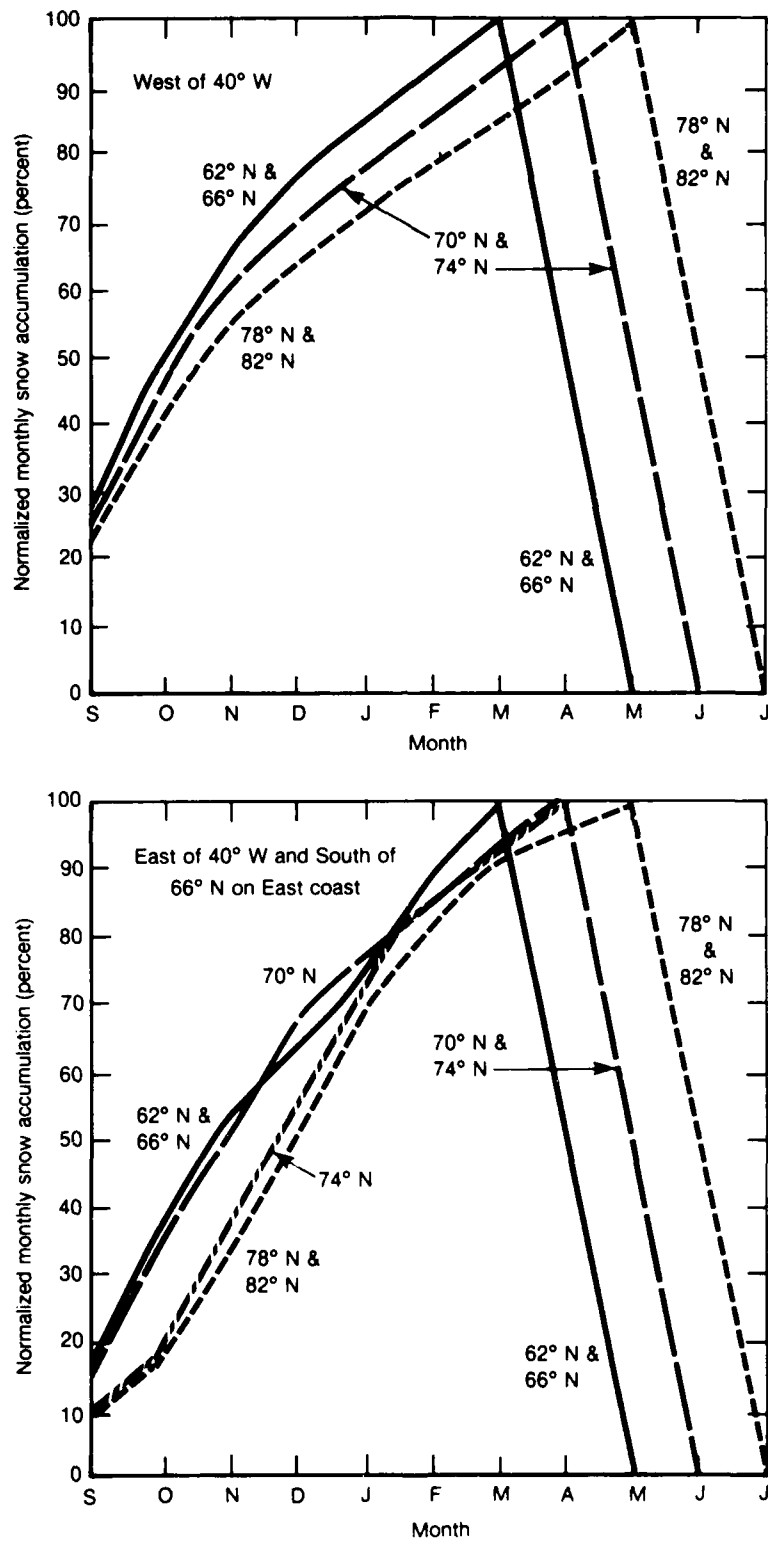 Normalized monthly snow accumulation (percent)
100
90
80
70
60
50
40
30
20
10
0
West of 40° W
62° N &
66° N
70° N &
74° N
78° N &
82° N
78° N
&
82° N
62° N &
66° N
S O N D J F M A M J J
Month
Normalized monthly snow accumulation (percent)
100
90
80
70
60
50
40
30
20
10
0
East of 40° W and South of
66° N on East coast
70° N
62° N &
66° N
74° N
78° N &
82° N
70° N &
74° N
78° N
&
82° N
62° N &
66° N
S O N D J F M A M J J
Month